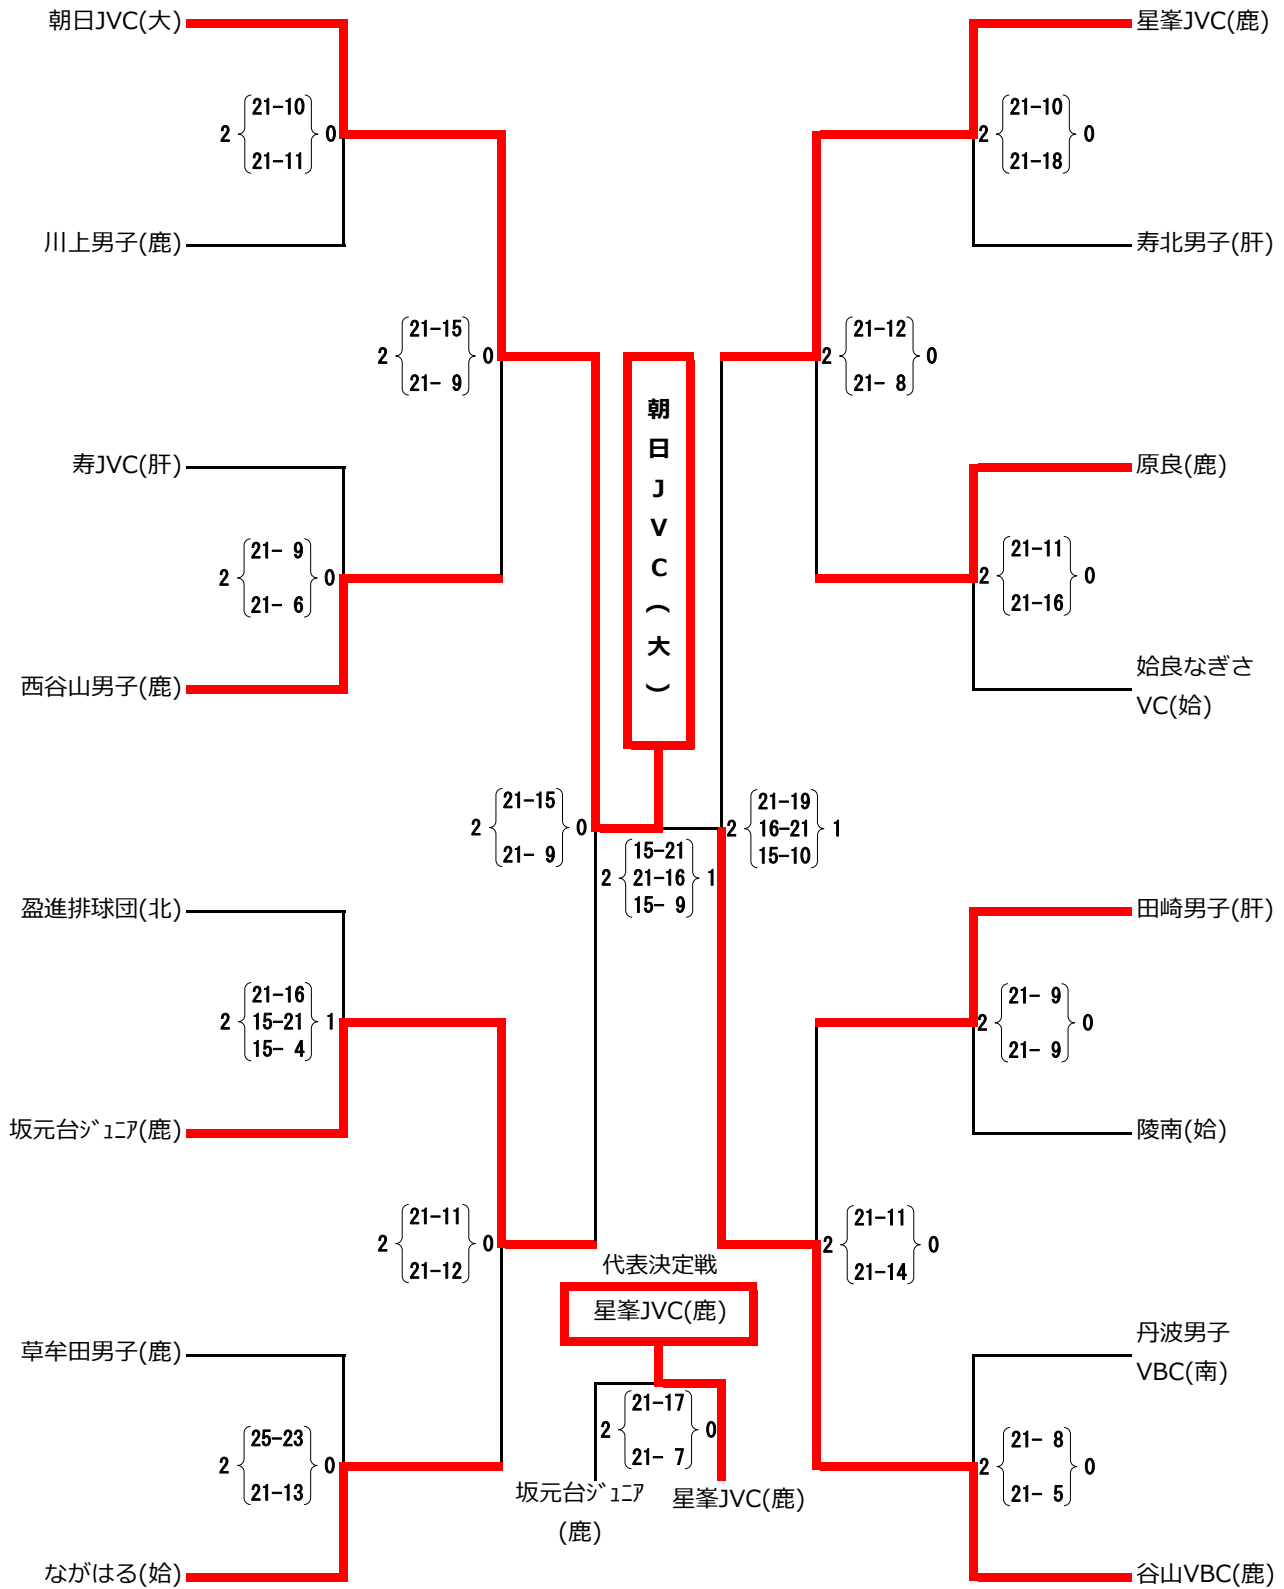 朝日JVC(大)
2 21-10 0
21-11
川上男子(鹿)
2 21-15 0
21- 9
寿JVC(肝)
2 21- 9 0
21- 6
西谷山男子(鹿)
2 21-15 0
21- 9
盈進排球団(北)
2 21-16 1
15-21
15- 4
坂元台ｼﾞｭﾆｱ(鹿)
2 21-11 0
21-12
草牟田男子(鹿)
2 25-23 0
21-13
ながはる(姶)
朝日JVC(大)
2 15-21 1
21-16
15- 9
代表決定戦
星峯JVC(鹿)
2 21-17 0
21- 7
坂元台ｼﾞｭﾆｱ
(鹿)
星峯JVC(鹿)
星峯JVC(鹿)
2 21-10 0
21-18
寿北男子(肝)
2 21-12 0
21- 8
原良(鹿)
2 21-11 0
21-16
姶良なぎさ
VC(姶)
2 21-19 1
16-21
15-10
田崎男子(肝)
2 21- 9 0
21- 9
陵南(姶)
2 21-11 0
21-14
丹波男子
VBC(南)
2 21- 8 0
21- 5
谷山VBC(鹿)